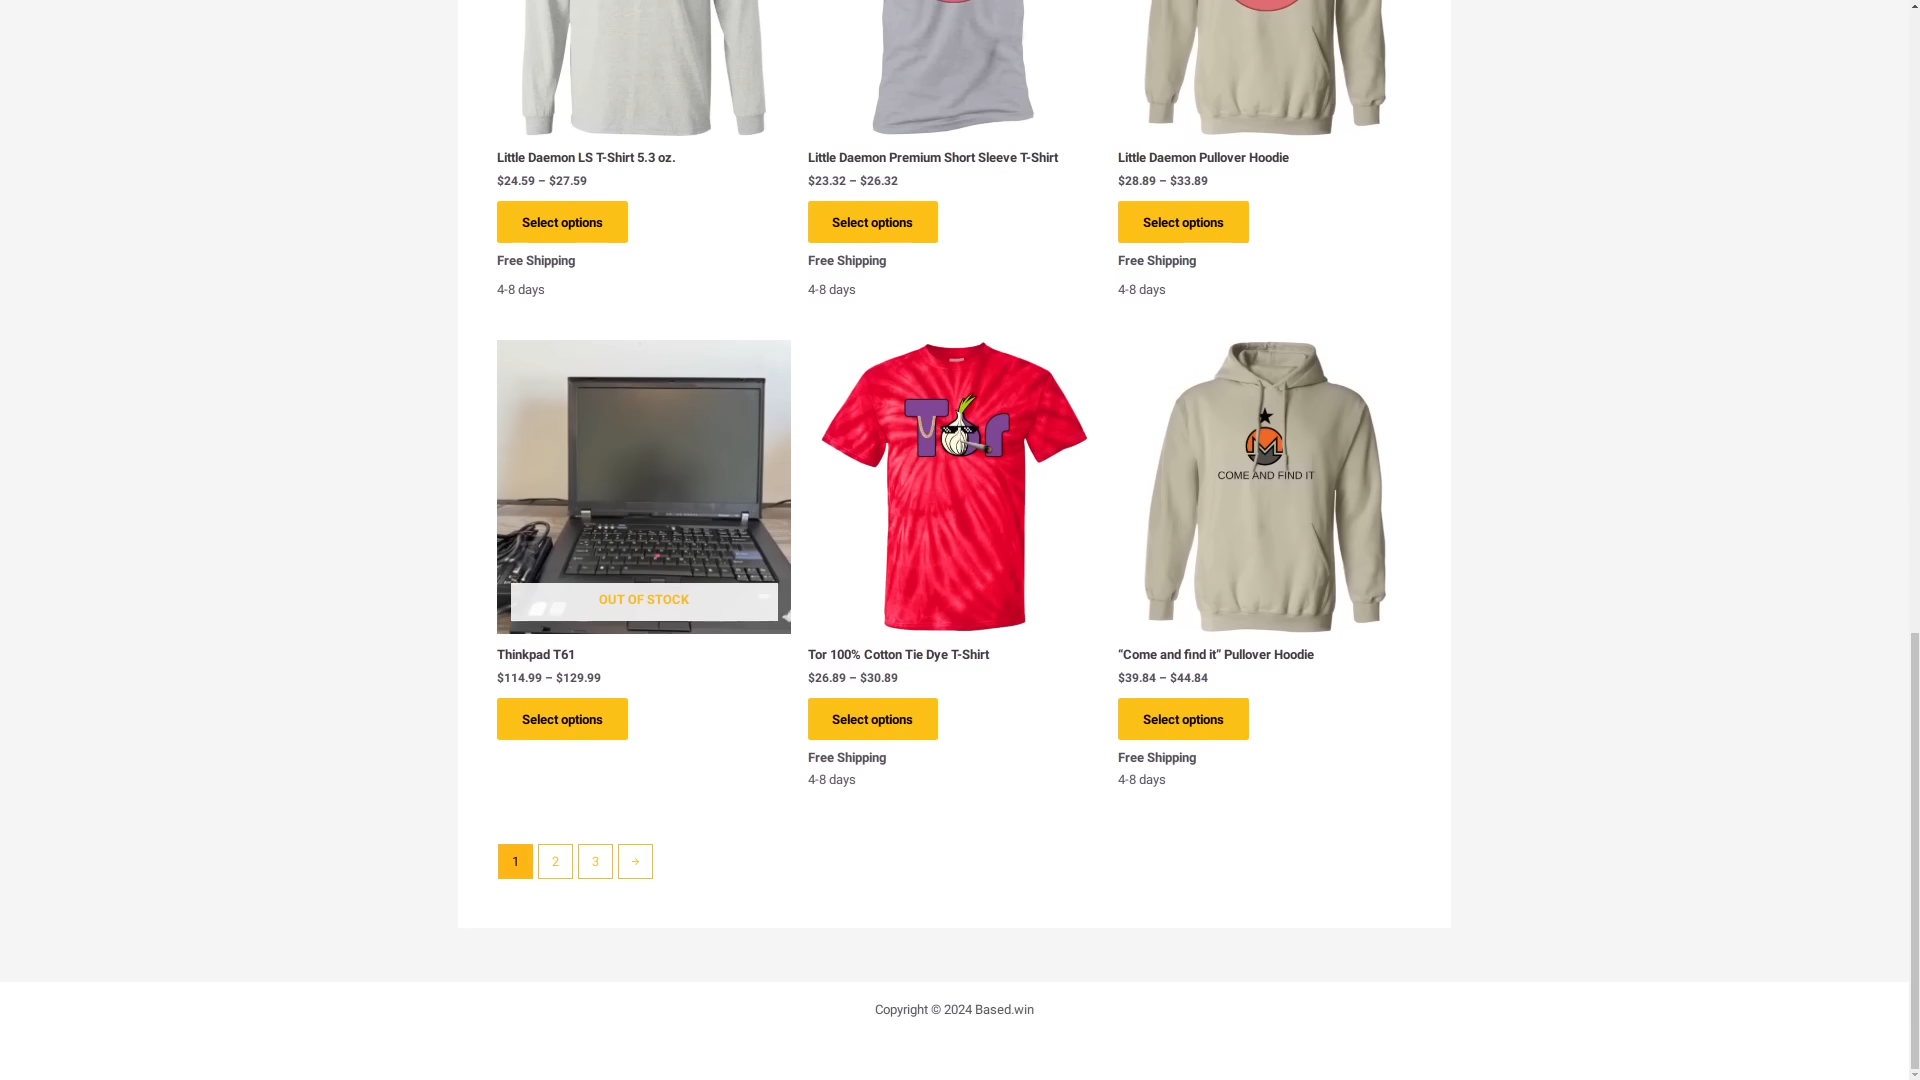 Little Daemon LS T-Shirt 5.3 oz.
$24.59 – $27.59
Select options
Free Shipping
4-8 days
Little Daemon Premium Short Sleeve T-Shirt
$23.32 – $26.32
Select options
Free Shipping
4-8 days
Little Daemon Pullover Hoodie
$28.89 – $33.89
Select options
Free Shipping
4-8 days
OUT OF STOCK
Thinkpad T61
$114.99 – $129.99
Select options
Tor
Tor 100% Cotton Tie Dye T-Shirt
$26.89 – $30.89
Select options
Free Shipping
4-8 days
COME AND FIND IT
“Come and find it” Pullover Hoodie
$39.84 – $44.84
Select options
Free Shipping
4-8 days
1 2 3 →
Copyright © 2024 Based.win